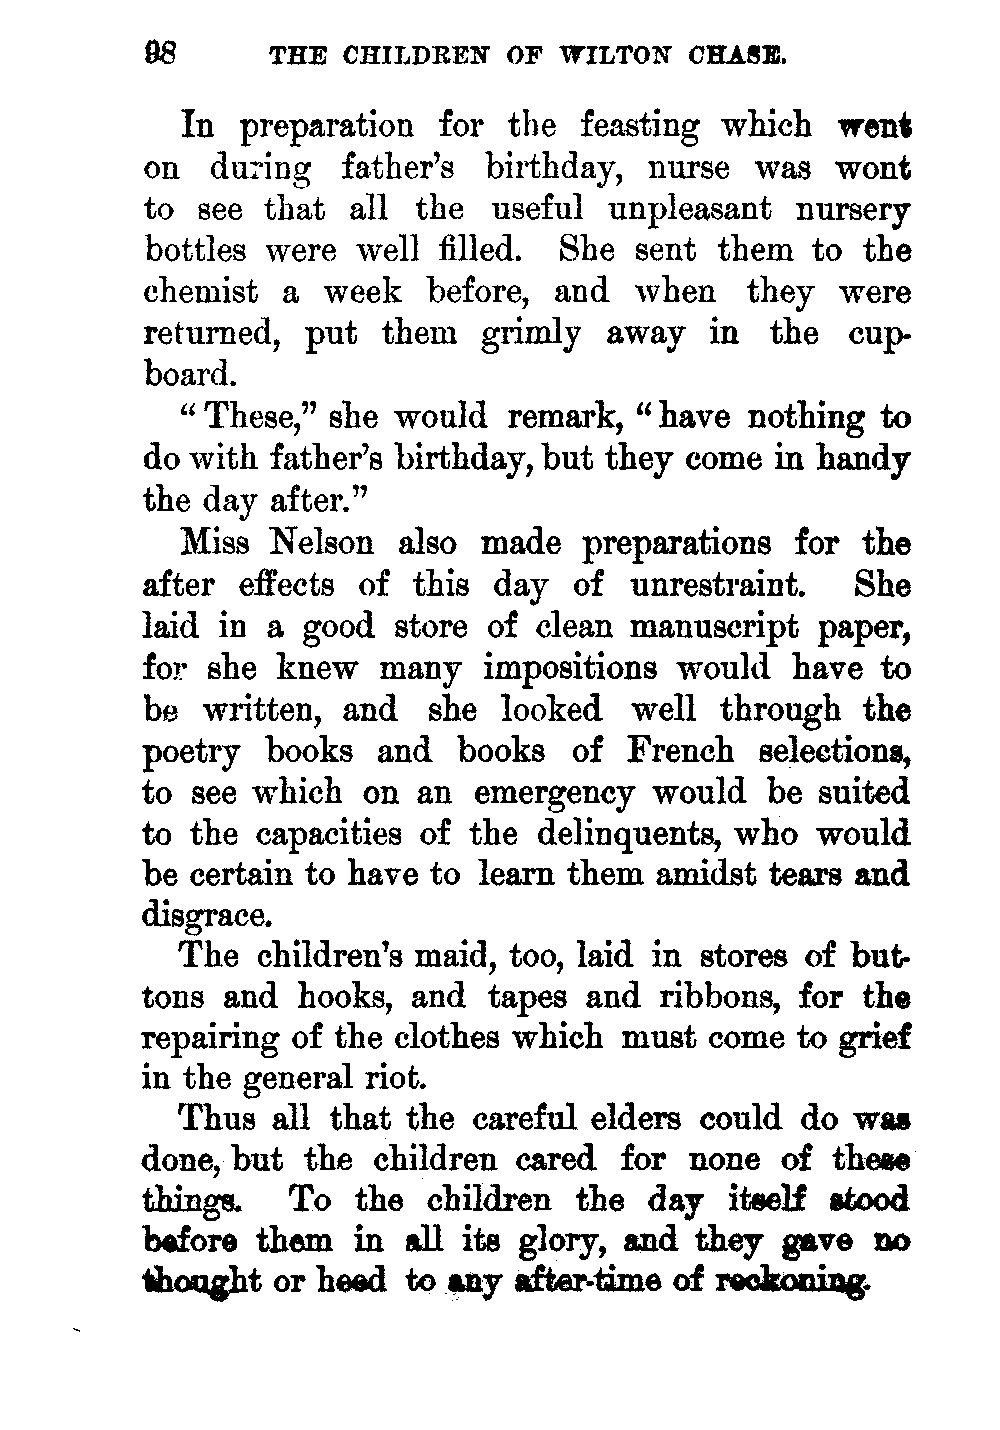 98 THE CHILDREN OF WILTON CHASE.
In preparation for the feasting which went
on during father's birthday, nurse was wont
to see that all the useful unpleasant nursery
bottles were well filled. She sent them to the
chemist a week before, and when they were
returned, put them grimly away in the cup-
board.
“These,” she would remark, “have nothing to
do with father's birthday, but they come in handy
the day after.”
Miss Nelson also made preparations for the
after effects of this day of unrestraint. She
laid in a good store of clean manuscript paper,
for she knew many impositions would have to
be written, and she looked well through the
poetry books and books of French selections,
to see which on an emergency would be suited
to the capacities of the delinquents, who would
be certain to have to learn them amidst tears and
disgrace.
The children's maid, too, laid in stores of but-
tons and hooks, and tapes and ribbons, for the
repairing of the clothes which must come to grief
in the general riot.
Thus all that the careful elders could do was
done, but the children cared for none of these
things. To the children the day itself stood
before them in all its glory, and they gave no
thought or heed to any after-time of reckoning.